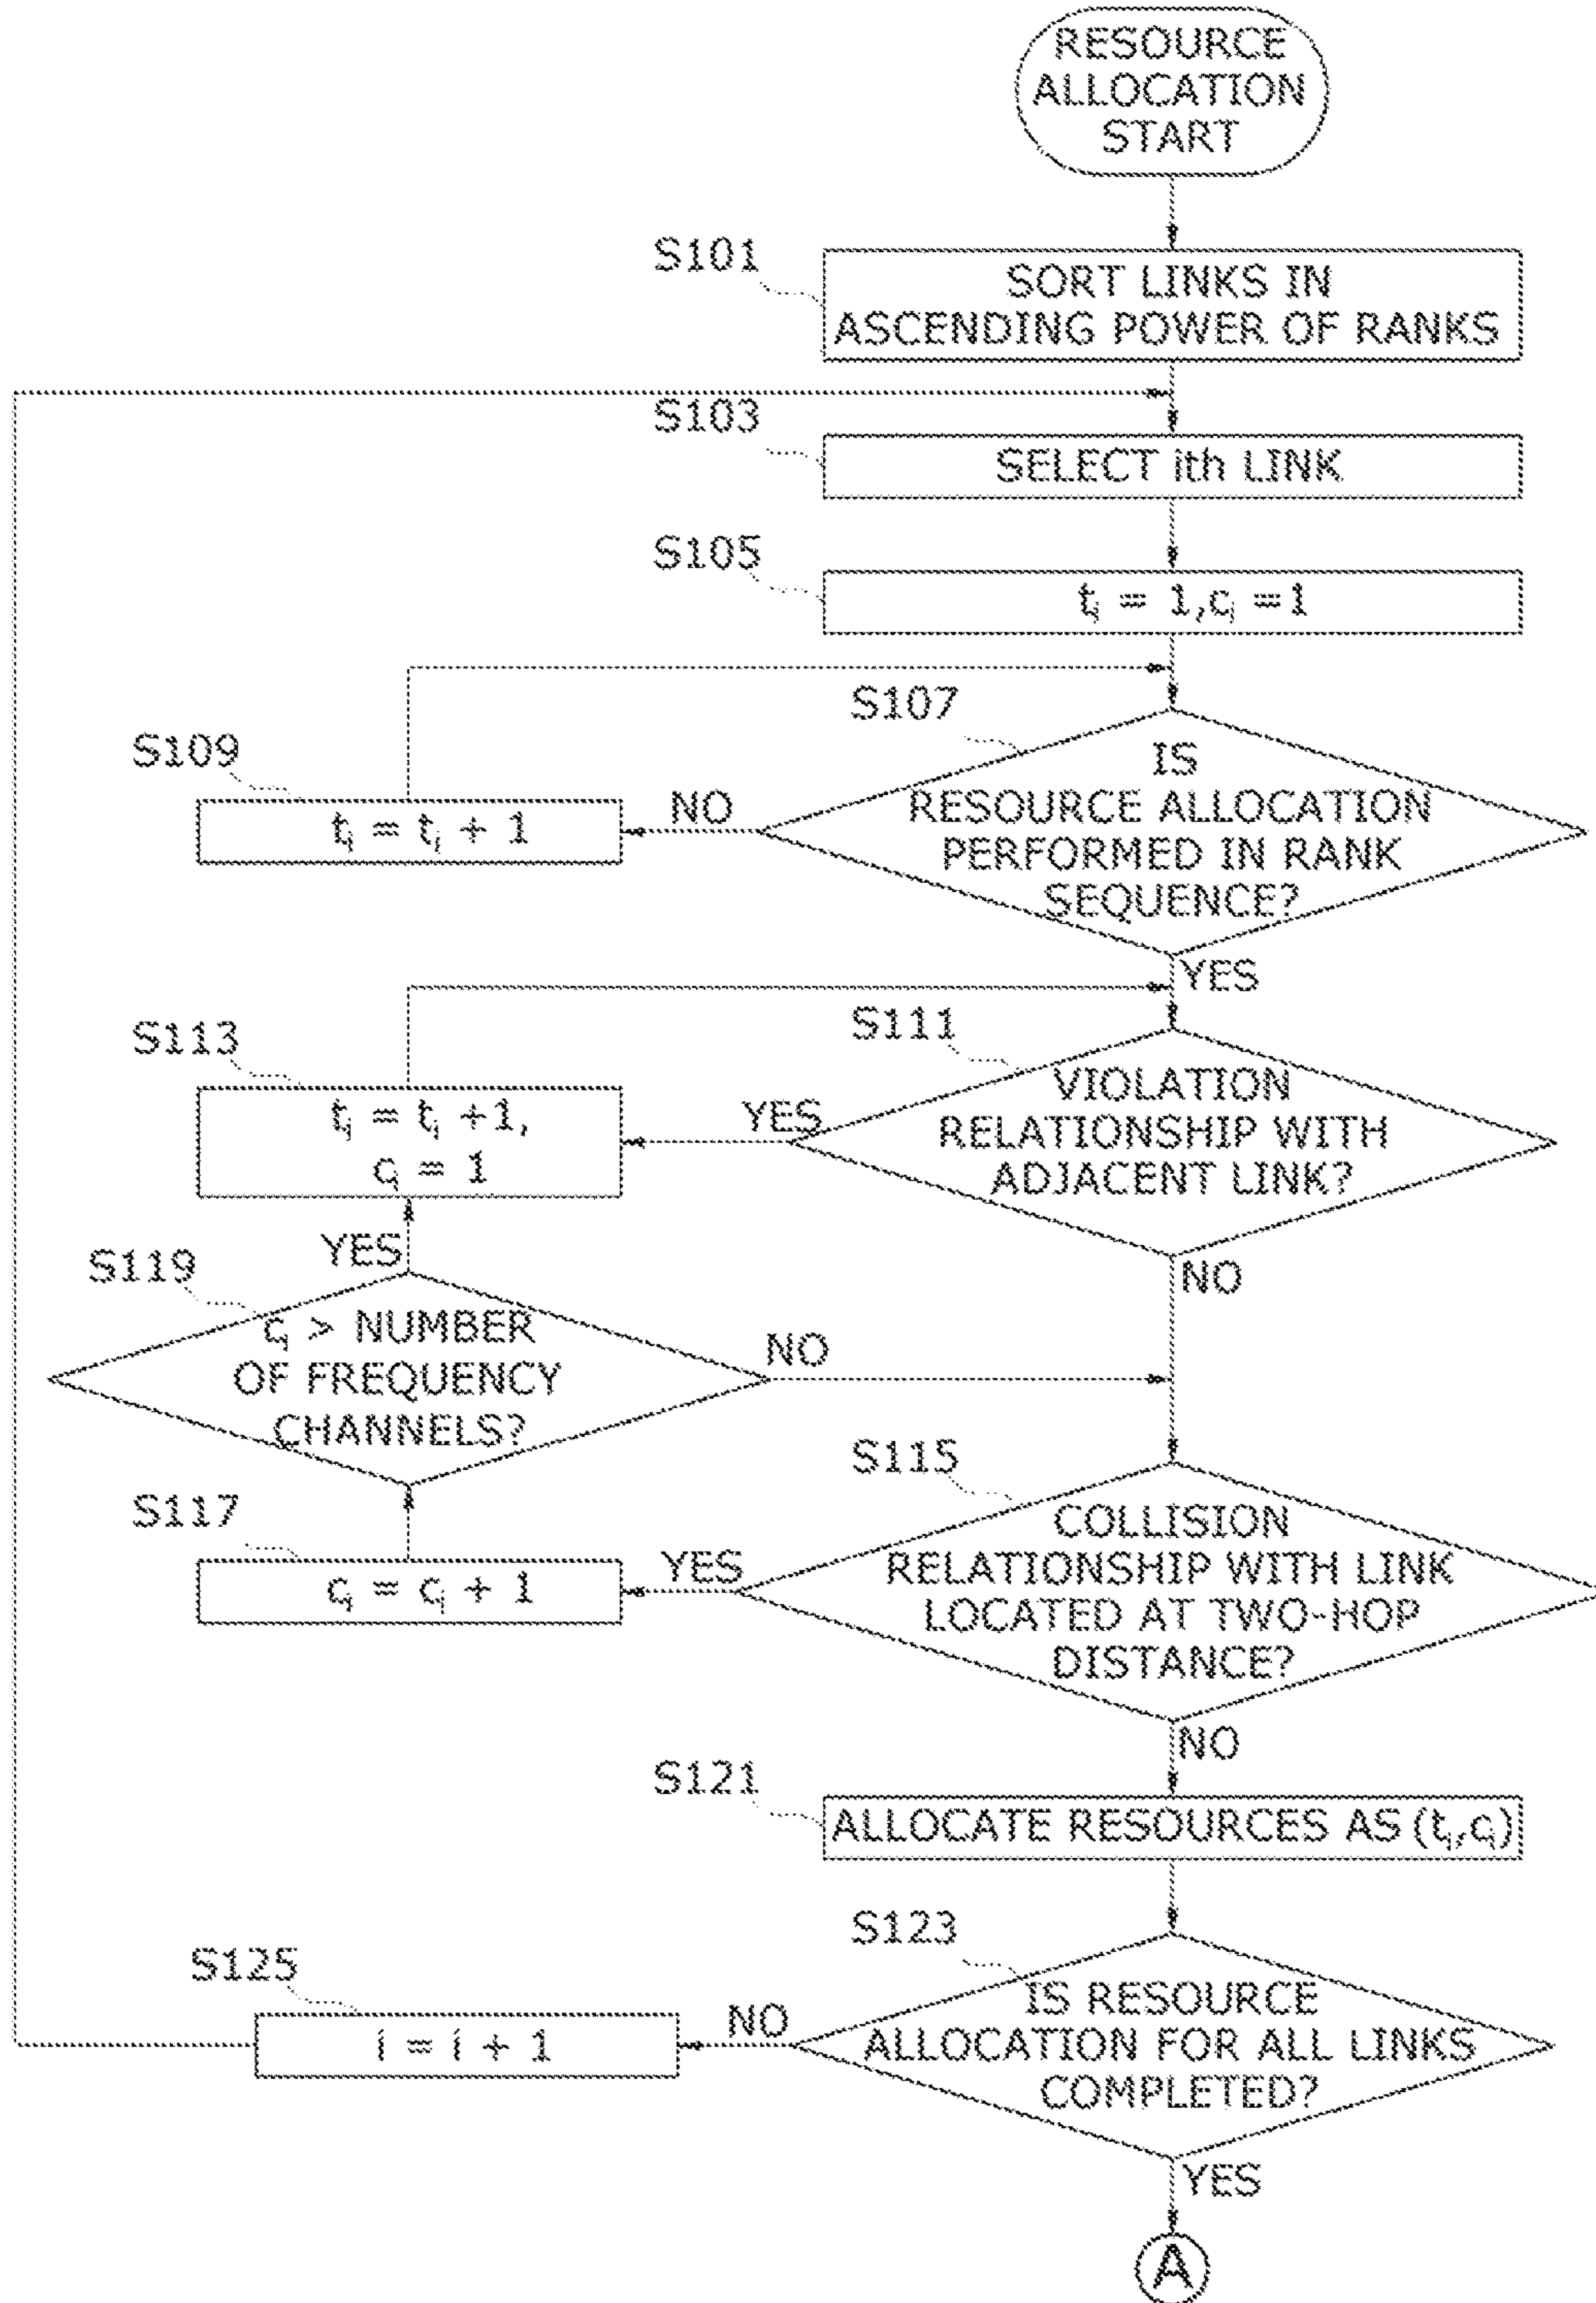 RESOURCE
ALLOCATION
START
S101
SORT LINKS IN
ASCENDING POWER OF RANKS
S103
SELECT ith LINK
S105
tᵢ = 1,cᵢ =1
S107
IS
RESOURCE ALLOCATION
PERFORMED IN RANK
SEQUENCE?
S109
NO
tᵢ = tᵢ + 1
YES
S111
VIOLATION
RELATIONSHIP WITH
ADJACENT LINK?
S113
YES
tᵢ = tᵢ +1,
cᵢ = 1
NO
S119
YES
cᵢ > NUMBER
OF FREQUENCY
CHANNELS?
NO
S115
COLLISION
RELATIONSHIP WITH LINK
LOCATED AT TWO-HOP
DISTANCE?
S117
YES
cᵢ = cᵢ + 1
NO
S121
ALLOCATE RESOURCES AS (tᵢ,cᵢ)
S123
IS RESOURCE
ALLOCATION FOR ALL LINKS
COMPLETED?
S125
NO
i = i + 1
YES
A